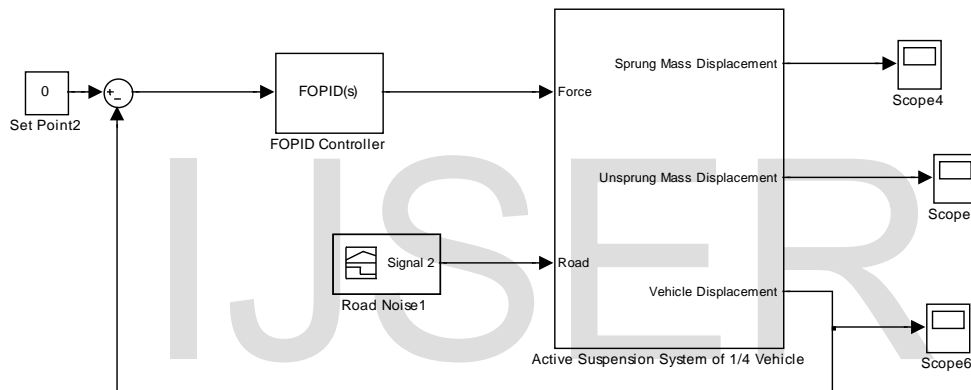 Sprung Mass Displacement
Scope4
0
+
−
FOPID(s)
Force
Set Point2
FOPID Controller
Unsprung Mass Displacement
Scope
Signal 2
Road
Road Noise1
Vehicle Displacement
Active Suspension System of 1/4 Vehicle
Scope6
IJSER